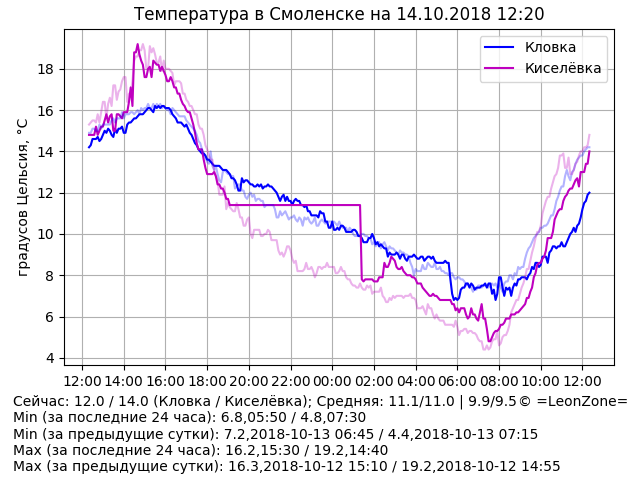 Температура в Смоленске на 14.10.2018 12:20
Кловка
Киселёвка
градусов Цельсия, °C
18
16
14
12
10
8
6
4
12:00 14:00 16:00 18:00 20:00 22:00 00:00 02:00 04:00 06:00 08:00 10:00 12:00
Сейчас: 12.0 / 14.0 (Кловка / Киселёвка); Средняя: 11.1/11.0 | 9.9/9.5© =LeonZone=
Min (за последние 24 часа): 6.8,05:50 / 4.8,07:30
Min (за предыдущие сутки): 7.2,2018-10-13 06:45 / 4.4,2018-10-13 07:15
Max (за последние 24 часа): 16.2,15:30 / 19.2,14:40
Max (за предыдущие сутки): 16.3,2018-10-12 15:10 / 19.2,2018-10-12 14:55